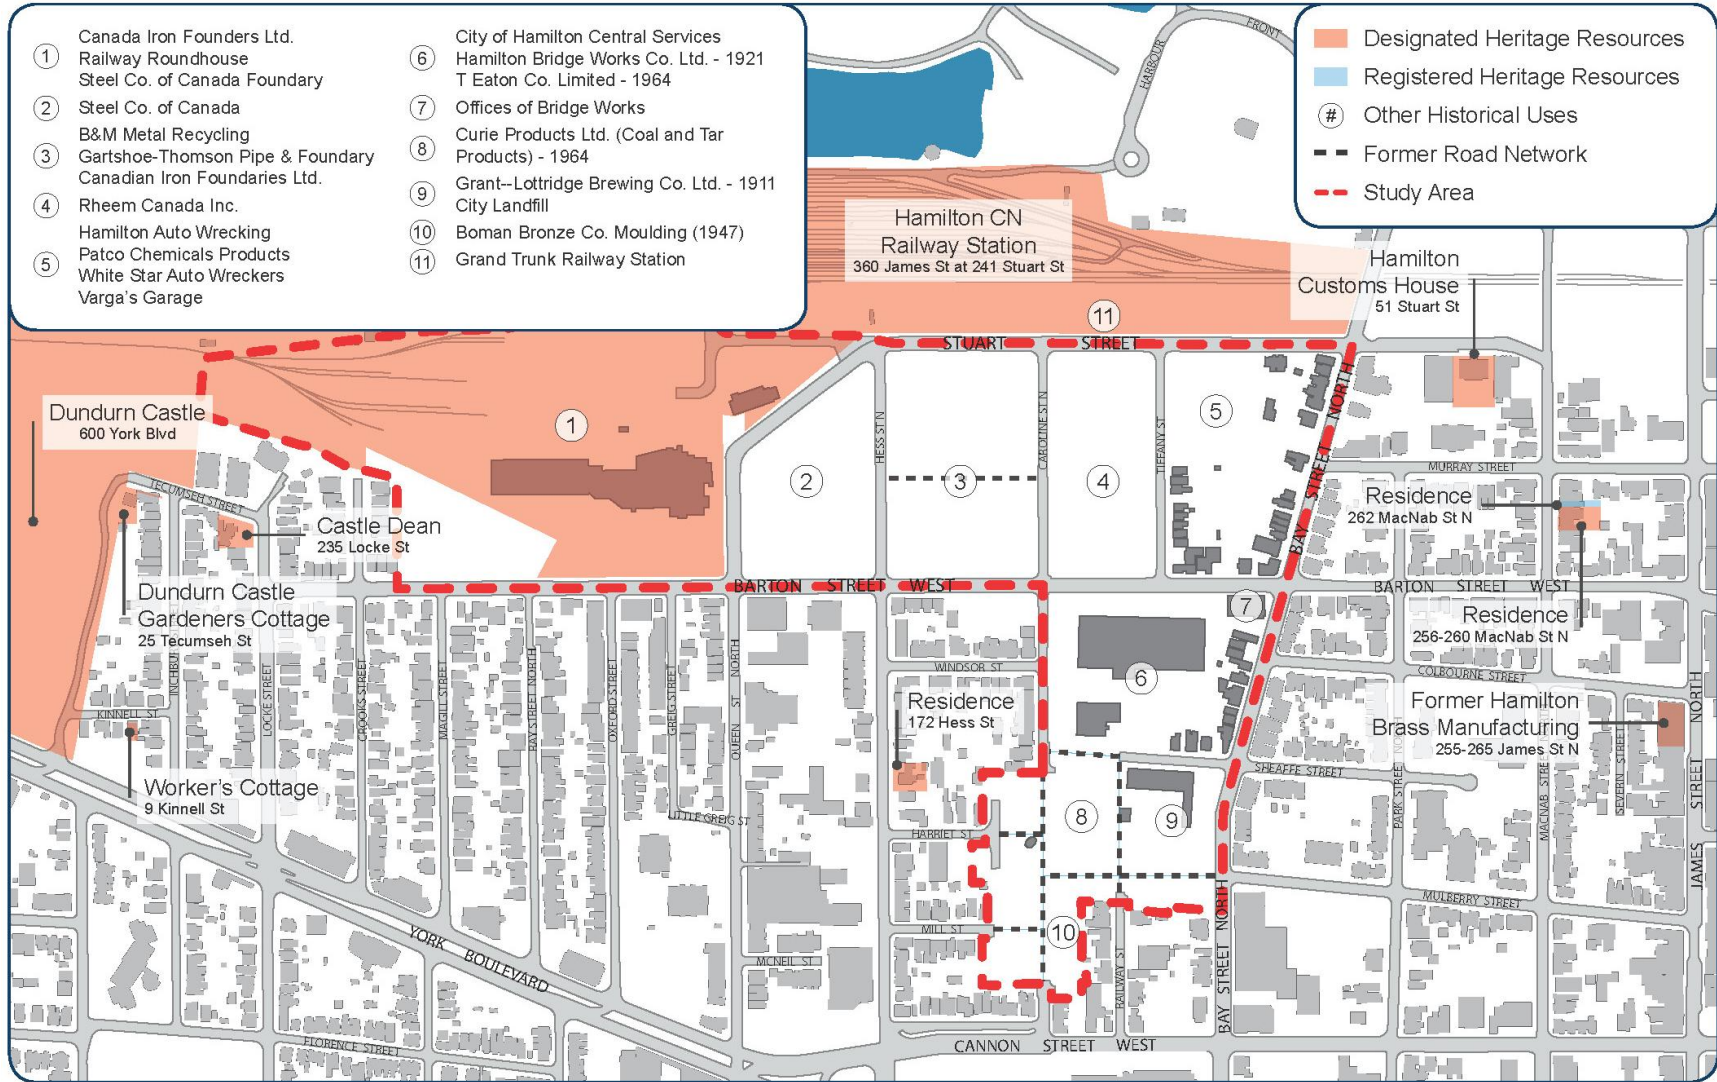 1
Canada Iron Founders Ltd.
Railway Roundhouse
Steel Co. of Canada Foundry
2
Steel Co. of Canada
3
B&M Metal Recycling
Gartshoe-Thomson Pipe & Foundary
Canadian Iron Foundaries Ltd.
4
Rheem Canada Inc.
5
Hamilton Auto Wrecking
Patco Chemicals Products
White Star Auto Wreckers
Varga's Garage
6
City of Hamilton Central Services
Hamilton Bridge Works Co. Ltd. - 1921
T Eaton Co. Limited - 1964
7
Offices of Bridge Works
8
Curie Products Ltd. (Coal and Tar
Products) - 1964
9
Grant--Lottridge Brewing Co. Ltd. - 1911
City Landfill
10
Boman Bronze Co. Moulding (1947)
11
Grand Trunk Railway Station
Designated Heritage Resources
Registered Heritage Resources
# Other Historical Uses
Former Road Network
Study Area
HARBOUR
FRONT
Hamilton CN
Railway Station
360 James St at 241 Stuart St
Hamilton
Customs House
51 Stuart St
11
STUART STREET
Dundurn Castle
600 York Blvd
1
2
3
4
5
HESS ST N
CAROLINE ST N
TIFFANY ST
BAY STREET NORTH
MURRAY STREET
Residence
262 MacNab St N
TECUMSEH STREET
Castle Dean
235 Locke St
Dundurn Castle
Gardeners Cottage
25 Tecumseh St
BARTON STREET WEST
BARTON STREET WEST
7
Residence
256-260 MacNab St N
WINDSOR ST
COLBOURNE STREET
6
Residence
172 Hess St
Former Hamilton
Brass Manufacturing
255-265 James St N
KINNELL ST
LOCKE STREET
CROOKS STREET
MAGILL STREET
BAY STREET NORTH
OXFORD STREET
GREIG STREET
QUEEN ST NORTH
Worker's Cottage
9 Kinnell St
SHEAFFE STREET
SEVERN STREET
JAMES STREET NORTH
LITTLE GREIG ST
HARRIET ST
8
9
MULBERRY STREET
MILL ST
10
RAILWAY ST
BAY STREET NORTH
YORK BOULEVARD
MCNEIL ST
FLORENCE STREET
CANNON STREET WEST